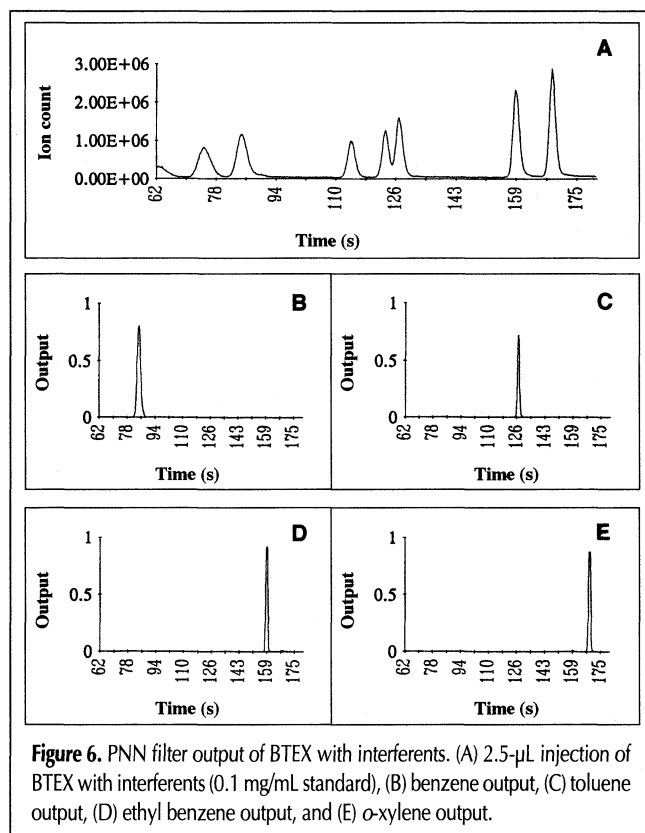 A
3.00E+06
2.00E+06
1.00E+06
0.00E+00
Ion count
62 78 94 110 126 143 159 175
Time (s)
B
1
0.5
0
Output
62 78 94 110 126 143 159 175
Time (s)
C
1
0.5
0
Output
62 78 94 110 126 143 159 175
Time (s)
D
1
0.5
0
Output
62 78 94 110 126 143 159 175
Time (s)
E
1
0.5
0
Output
62 78 94 110 126 143 159 175
Time (s)
Figure 6. PNN filter output of BTEX with interferents. (A) 2.5-µL injection of
BTEX with interferents (0.1 mg/mL standard), (B) benzene output, (C) toluene
output, (D) ethyl benzene output, and (E) o-xylene output.